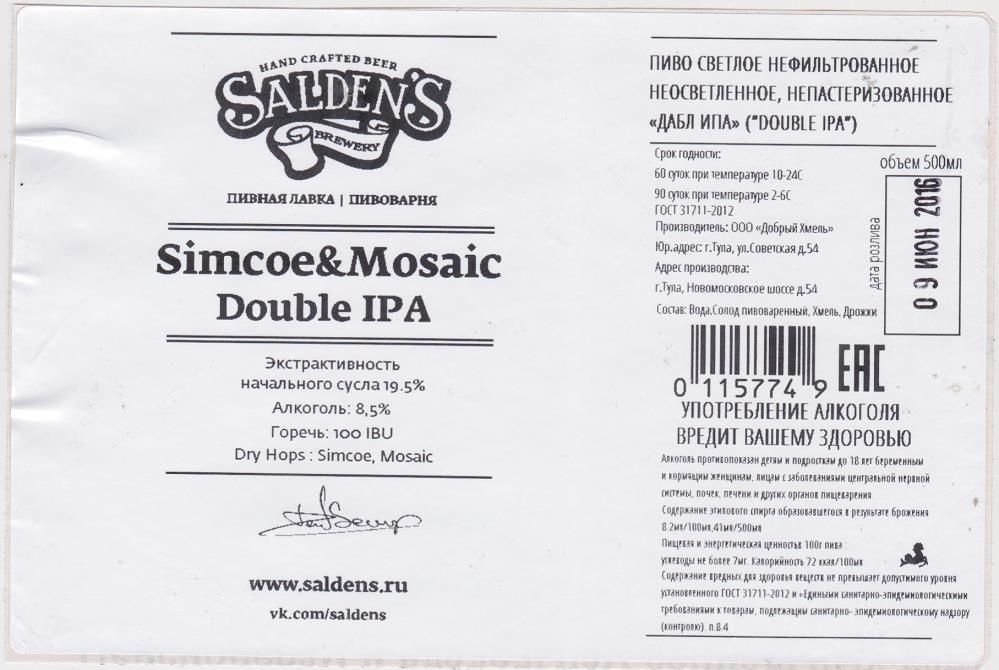 HAND CRAFTED BEER
SALDEN'S
BREWERY
ПИВНАЯ ЛАВКА | ПИВОВАРНЯ
Simcoe&Mosaic
Double IPA
Экстрактивность
начального сусла 19.5%
Алкоголь: 8,5%
Горечь: 100 IBU
Dry Hops : Simcoe, Mosaic
www.saldens.ru
vk.com/saldens
ПИВО СВЕТЛОЕ НЕФИЛЬТРОВАННОЕ
НЕОСВЕТЛЕННОЕ, НЕПАСТЕРИЗОВАННОЕ
«ДАБЛ ИПА» ("DOUBLE IPA")
Срок годности:
60 суток при температуре 10-24С
90 суток при температуре 2-6С
ГОСТ 31711-2012
Производитель: ООО «Добрый Хмель»
Юр.адрес: г.Тула, ул.Советская д.54
Адрес производства:
г.Тула, Новомосковское шоссе д.54
Состав: Вода,Солод пивоваренный, Хмель, Дрожжи
объем 500мл
дата розлива
09 ИЮН 2016
0 115774 9
EAC
УПОТРЕБЛЕНИЕ АЛКОГОЛЯ
ВРЕДИТ ВАШЕМУ ЗДОРОВЬЮ
Алкоголь противопоказан детям и подросткам до 18 лет беременным
и кормящим женщинам, лицам с заболеваниями центральной нервной
системы, почек, печени и других органов пищеварения.
Содержание этилового спирта образовавшегося в результате брожения
8.2мл/100мл,41мл/500мл
Пищевая и энергетическая ценность 100г пива :
углеводы не более 7мг. Калорийность 72 ккал/100мл
Содержание вредных для здоровья веществ не превышает допустимого уровня
установленного ГОСТ 31711-2012 и «Едиными санитарно-эпидемиологическими
требованиями к товарам, подлежащим санитарно- эпидемиологическому надзору
(контролю). п.8.4